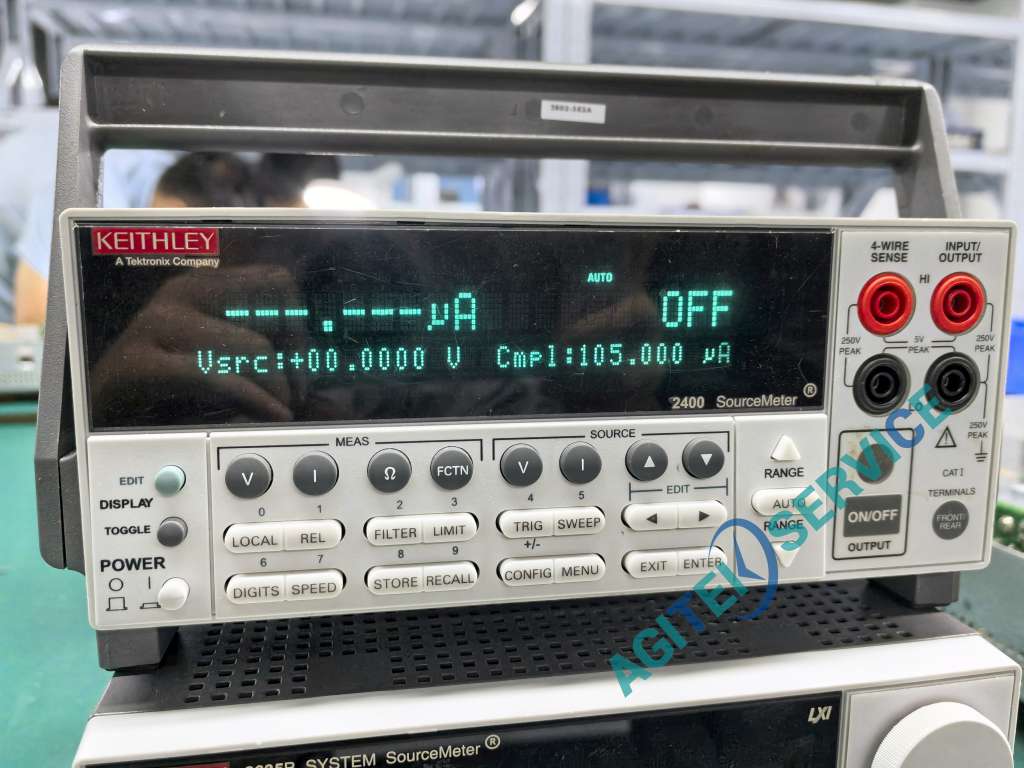 KEITHLEY
A Tektronix Company
AUTO
---.---µA
OFF
Vsrc:+00.0000 V Cmpl:105.000 µA
2400 SourceMeter ®
4-WIRE
SENSE
INPUT/
OUTPUT
HI
250V
PEAK
5V
PEAK
250V
PEAK
250V
PEAK
CAT I
TERMINALS
FRONT/
REAR
ON/OFF
OUTPUT
MEAS
SOURCE
EDIT
DISPLAY
TOGGLE
POWER
V
I
Ω
FCTN
V
I
▲
▼
EDIT
◀
▶
RANGE
AUTO
RANGE
0
1
2
3
4
5
LOCAL
REL
FILTER
LIMIT
TRIG
SWEEP
6
7
8
9
+/-
DIGITS
SPEED
STORE
RECALL
CONFIG
MENU
EXIT
ENTER
AGITEK SERVICE
LXI
SYSTEM SourceMeter ®